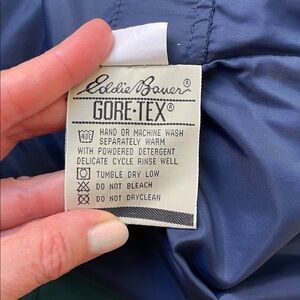 Eddie Bauer®
GORE-TEX®
HAND OR MACHINE WASH
SEPARATELY WARM
WITH POWDERED DETERGENT
DELICATE CYCLE RINSE WELL
TUMBLE DRY LOW
DO NOT BLEACH
DO NOT DRYCLEAN